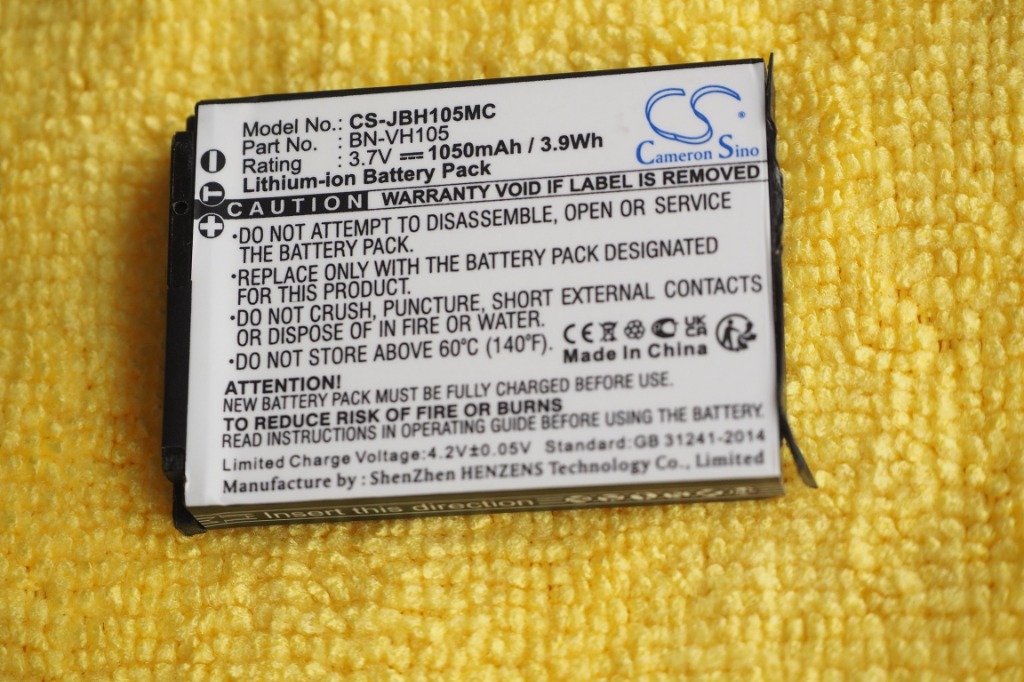 Model No.: CS-JBH105MC
Part No. : BN-VH105
Rating : 3.7V 1050mAh / 3.9Wh
Lithium-ion Battery Pack
CS
Cameron Sino
T
CAUTION WARRANTY VOID IF LABEL IS REMOVED
•DO NOT ATTEMPT TO DISASSEMBLE, OPEN OR SERVICE
THE BATTERY PACK.
•REPLACE ONLY WITH THE BATTERY PACK DESIGNATED
FOR THIS PRODUCT.
•DO NOT CRUSH, PUNCTURE, SHORT EXTERNAL CONTACTS
OR DISPOSE OF IN FIRE OR WATER.
•DO NOT STORE ABOVE 60°C (140°F).
CE UK CA
Made In China
ATTENTION!
NEW BATTERY PACK MUST BE FULLY CHARGED BEFORE USE.
TO REDUCE RISK OF FIRE OR BURNS
READ INSTRUCTIONS BEFORE USING THE BATTERY.
Limited Charge Voltage:4.2V±0.05V Standard:GB 31241-2014
Manufacture by : ShenZhen HENZENS Technology Co., Limited
Insert this direction